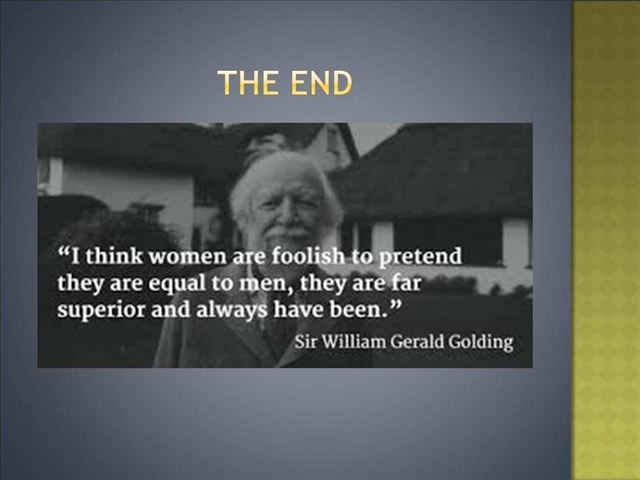 THE END
“I think women are foolish to pretend
they are equal to men, they are far
superior and always have been.”
Sir William Gerald Golding